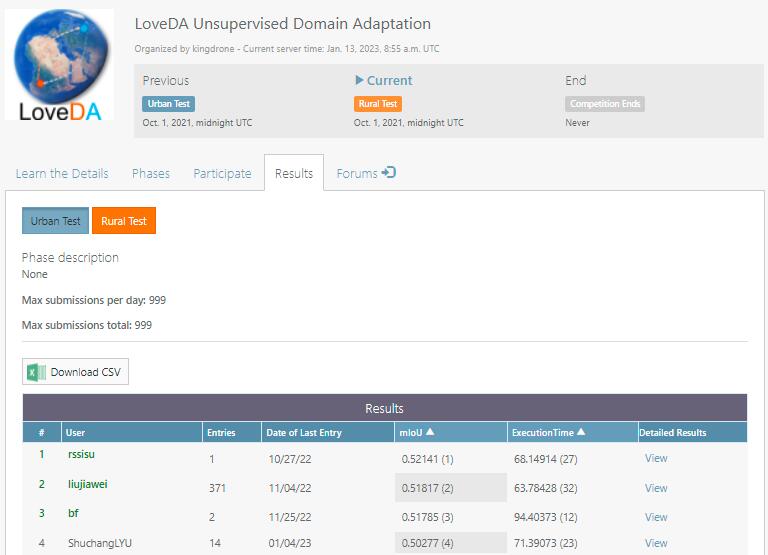 LoveDA Unsupervised Domain Adaptation
Organized by kingdrone - Current server time: Jan. 13, 2023, 8:55 a.m. UTC
LoveDA
Previous
Urban Test
Oct. 1, 2021, midnight UTC
Current
Rural Test
Oct. 1, 2021, midnight UTC
End
Competition Ends
Never
Learn the Details Phases Participate Results Forums
Urban Test Rural Test
Phase description
None
Max submissions per day: 999
Max submissions total: 999
Download CSV
Results
# User Entries Date of Last Entry mIoU ExecutionTime Detailed Results
1 rssisu 1 10/27/22 0.52141 (1) 68.14914 (27) View
2 liujiawei 371 11/04/22 0.51817 (2) 63.78428 (32) View
3 bf 2 11/25/22 0.51785 (3) 94.40373 (12) View
4 ShuchangLYU 14 01/04/23 0.50277 (4) 71.39073 (23) View